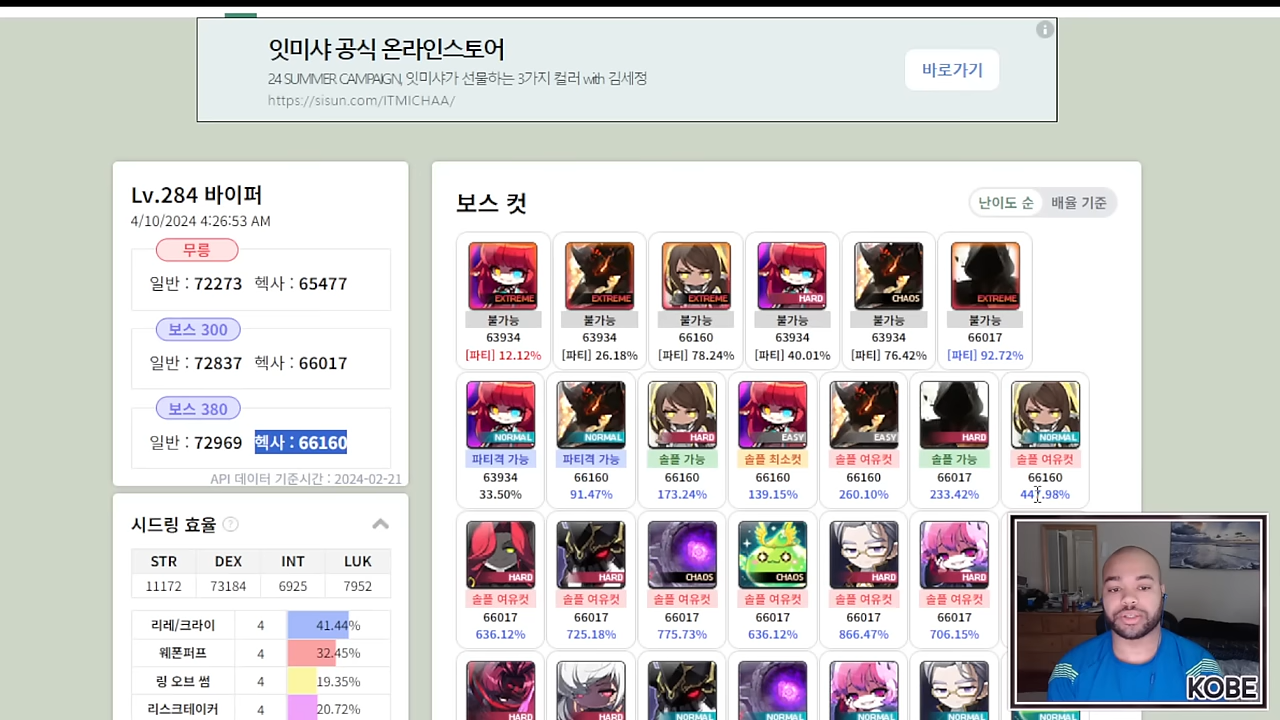 잇미샤 공식 온라인스토어
24 SUMMER CAMPAIGN, 잇미샤가 선물하는 3가지 컬러 with 김세정
https://sisun.com/ITMICHAA/
바로가기
Lv.284 바이퍼
4/10/2024 4:26:53 AM
무릉
일반 : 72273 헥사 : 65477
보스 300
일반 : 72837 헥사 : 66017
보스 380
일반 : 72969 헥사 : 66160
API 데이터 기준시간 : 2024-02-21
시드링 효율 ?
STR DEX INT LUK
11172 73184 6925 7952
리레/크라이 4 41.44%
웨폰퍼프 4 32.45%
링 오브 썸 4 19.35%
리스크테이커 4 20.72%
보스 컷
난이도 순 배율 기준
EXTREME EXTREME EXTREME HARD CHAOS EXTREME
불가능 불가능 불가능 불가능 불가능 불가능
63934 63934 66160 63934 63934 66017
[파티] 12.12% [파티] 26.18% [파티] 78.24% [파티] 40.01% [파티] 76.42% [파티] 92.72%
NORMAL NORMAL HARD EASY EASY HARD NORMAL
파티격 가능 파티격 가능 솔플 가능 솔플 최소컷 솔플 여유컷 솔플 가능 솔플 여유컷
63934 66160 66160 66160 66160 66017 66160
33.50% 91.47% 173.24% 139.15% 260.10% 233.42%
HARD HARD CHAOS CHAOS HARD HARD
솔플 여유컷 솔플 여유컷 솔플 여유컷 솔플 여유컷 솔플 여유컷 솔플 여유컷
66017 66017 66017 66017 66017 66017
636.12% 725.18% 775.73% 636.12% 866.47% 706.15%
HARD HARD NORMAL NORMAL NORMAL NORMAL
KOBE